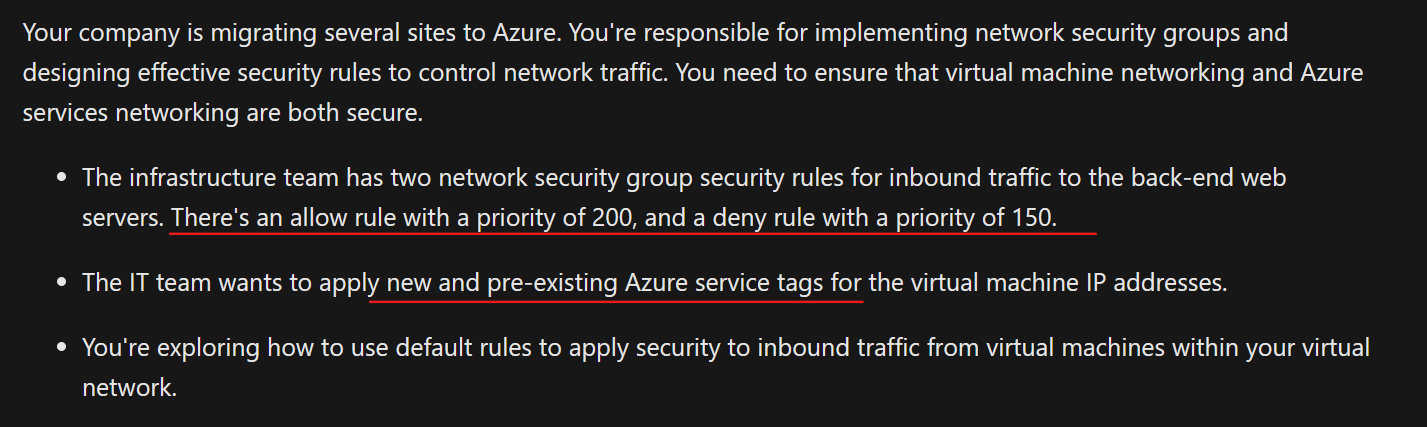 Your company is migrating several sites to Azure. You're responsible for implementing network security groups and
designing effective security rules to control network traffic. You need to ensure that virtual machine networking and Azure
services networking are both secure.
• The infrastructure team has two network security group security rules for inbound traffic to the back-end web
servers. There's an allow rule with a priority of 200, and a deny rule with a priority of 150.
• The IT team wants to apply new and pre-existing Azure service tags for the virtual machine IP addresses.
• You're exploring how to use default rules to apply security to inbound traffic from virtual machines within your virtual
network.